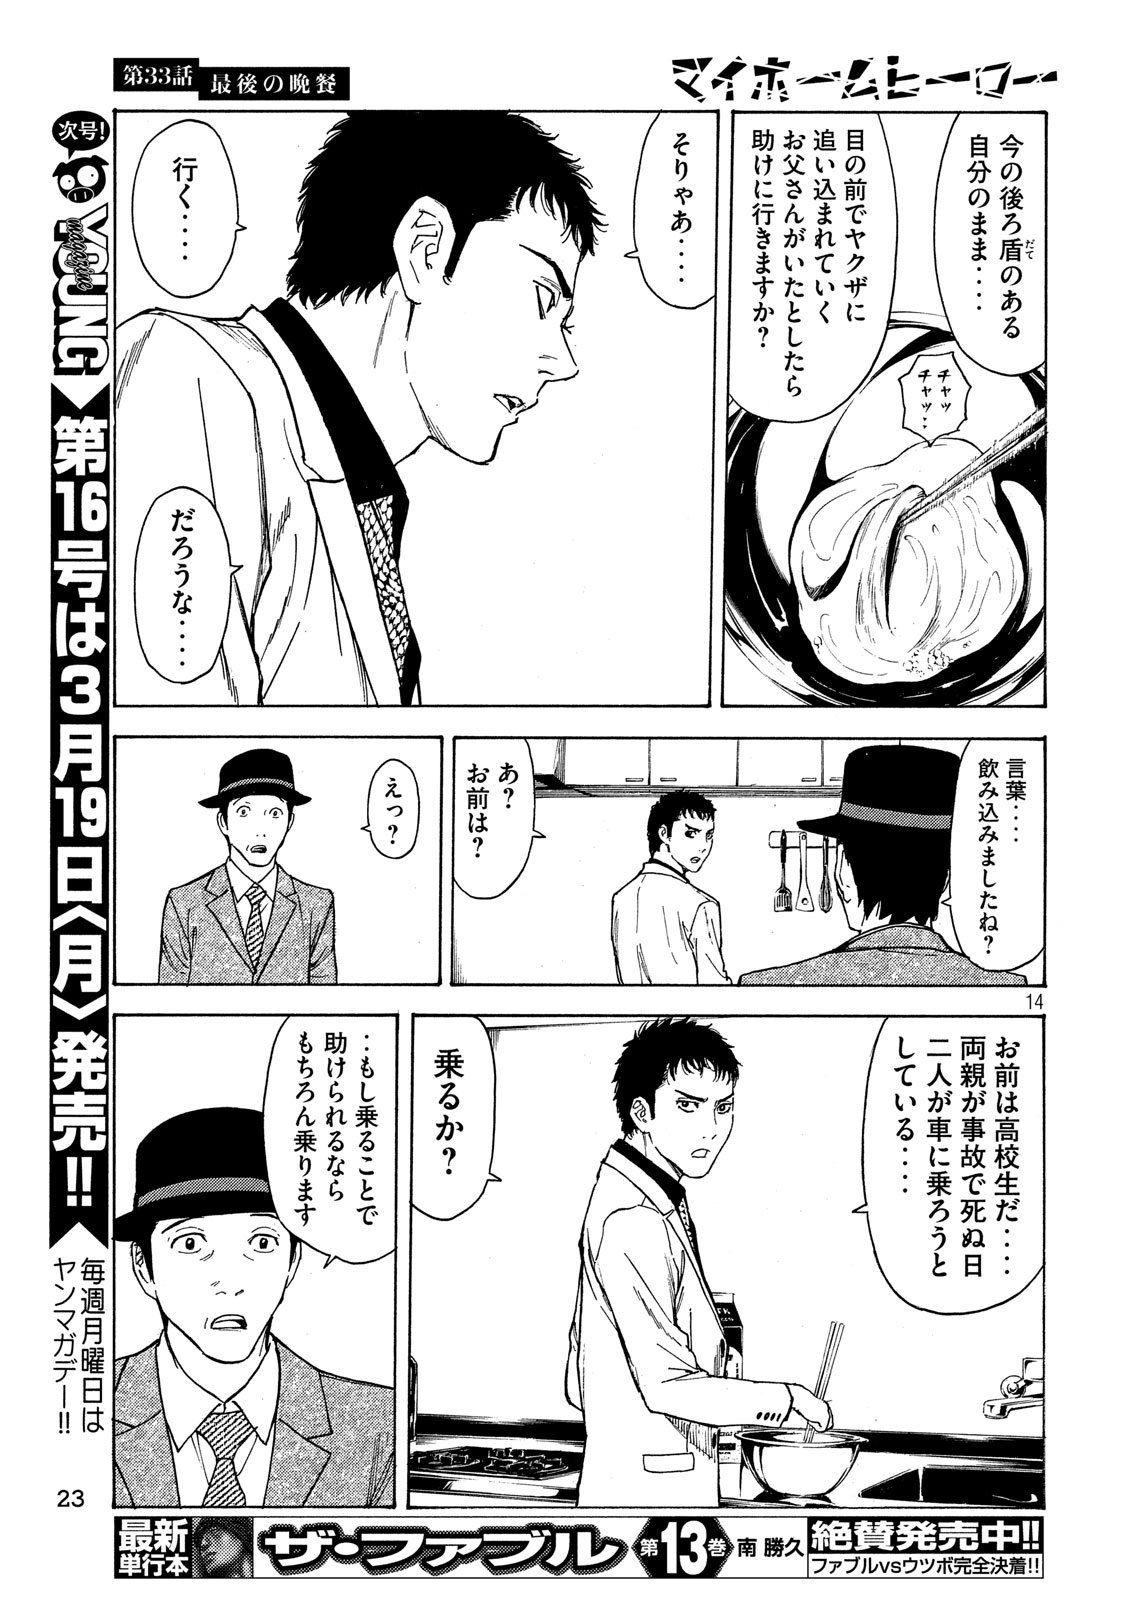 第33話
最後の晩餐
マイホームヒーロー
今の後ろ盾のある
だて
自分のまま‥‥
目の前でヤクザに
追い込まれていく
お父さんがいたとしたら
助けに行きますか？
チャッ
チャッ‥
そりゃあ‥‥
行く‥‥
だろうな‥‥
言葉‥‥
飲み込みましたね？
あ？
お前は？
えっ？
14
お前は高校生だ‥‥
両親が事故で死ぬ日
二人が車に乗ろうと
している‥‥
乗るか？
‥もし乗ることで
助けられるなら
もちろん乗ります
次号！
YOUNG
magazine
第16号は3月19日〈月〉発売!!
毎週月曜日は
ヤンマガデー!!
23
最新
単行本
ザ・ファブル
第13巻
南 勝久
絶賛発売中!!
ファブルvsウツボ完全決着!!